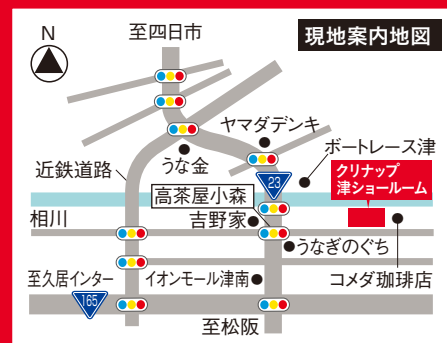 N
至四日市
現地案内地図
ヤマダデンキ
ボートレース津
うな金
近鉄道路
クリナップ
津ショールーム
23
高茶屋小森
相川
吉野家
うなぎのぐち
コメダ珈琲店
至久居インター
イオンモール津南
165
至松阪